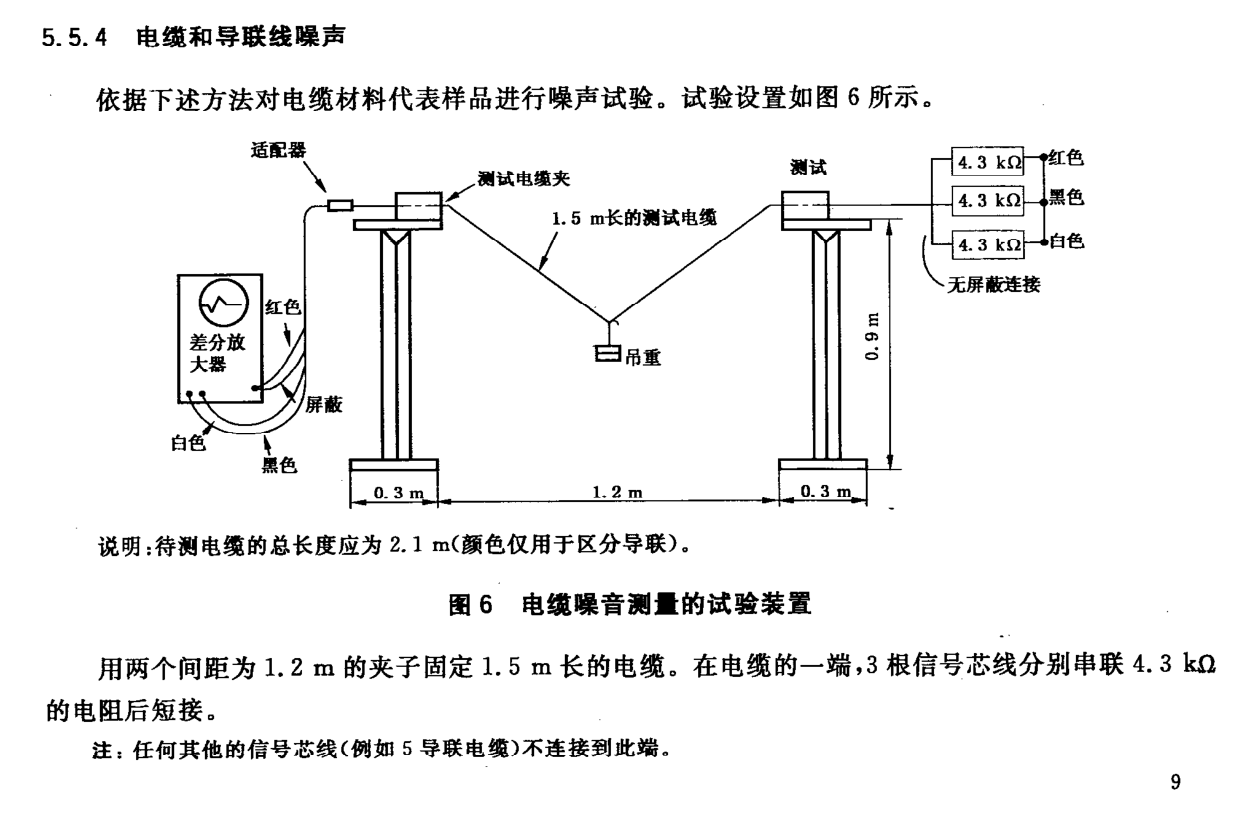 5.5.4 电缆和导联线噪声
依据下述方法对电缆材料代表样品进行噪声试验。试验设置如图 6 所示。
适配器
测试电缆夹
1.5 m长的测试电缆
测试
4.3 kΩ
红色
4.3 kΩ
黑色
4.3 kΩ
白色
无屏蔽连接
红色
差分放
大器
屏蔽
白色
黑色
吊重
0.9 m
0.3 m
1.2 m
0.3 m
说明:待测电缆的总长度应为 2.1 m(颜色仅用于区分导联)。
图 6 电缆噪音测量的试验装置
用两个间距为 1.2 m 的夹子固定 1.5 m 长的电缆。在电缆的一端,3 根信号芯线分别串联 4.3 kΩ
的电阻后短接。
注:任何其他的信号芯线(例如 5 导联电缆)不连接到此端。
9